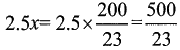 2.5x = 2.5 × 200/23 = 500/23